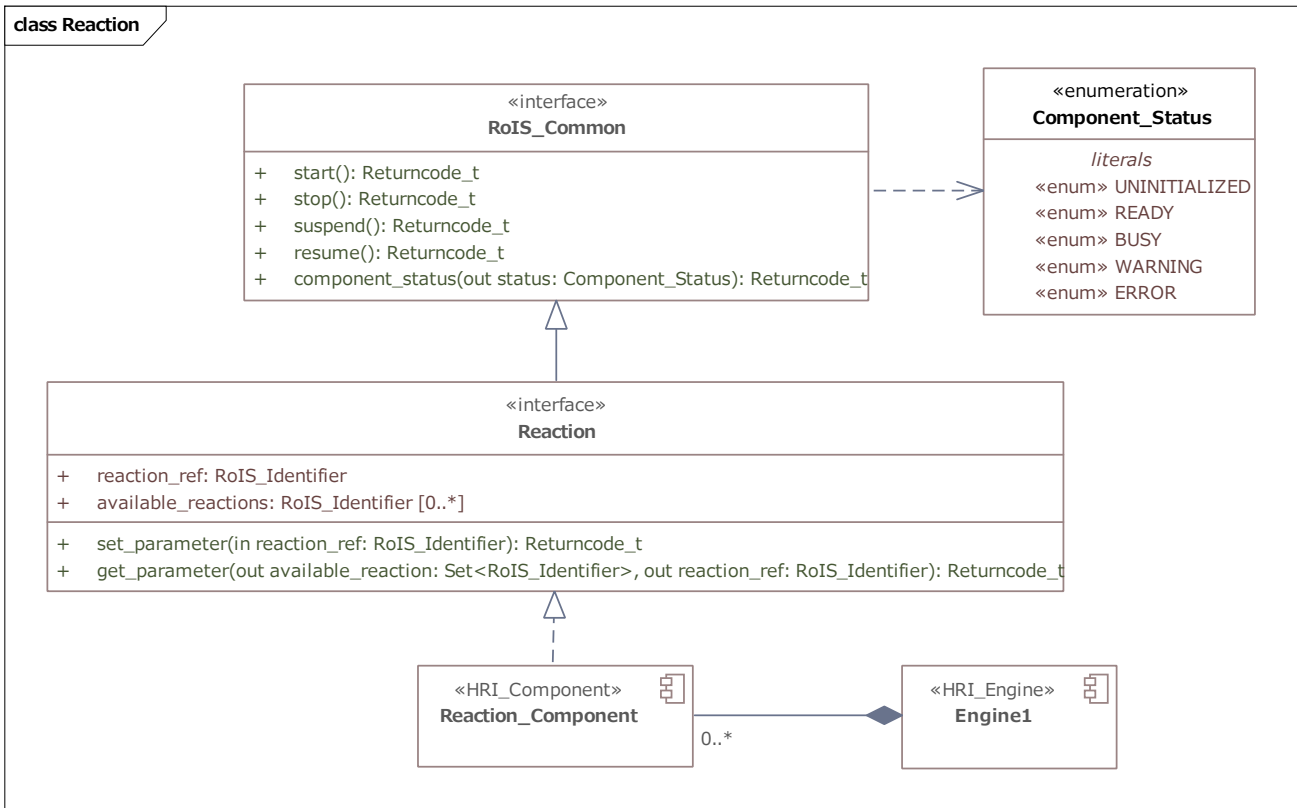 class Reaction
«interface»
RoIS_Common
+ start(): Returncode_t
+ stop(): Returncode_t
+ suspend(): Returncode_t
+ resume(): Returncode_t
+ component_status(out status: Component_Status): Returncode_t
«enumeration»
Component_Status
literals
«enum» UNINITIALIZED
«enum» READY
«enum» BUSY
«enum» WARNING
«enum» ERROR
«interface»
Reaction
+ reaction_ref: RoIS_Identifier
+ available_reactions: RoIS_Identifier [0..*]
+ set_parameter(in reaction_ref: RoIS_Identifier): Returncode_t
+ get_parameter(out available_reaction: Set<RoIS_Identifier>, out reaction_ref: RoIS_Identifier): Returncode_t
«HRI_Component»
Reaction_Component
0..*
«HRI_Engine»
Engine1